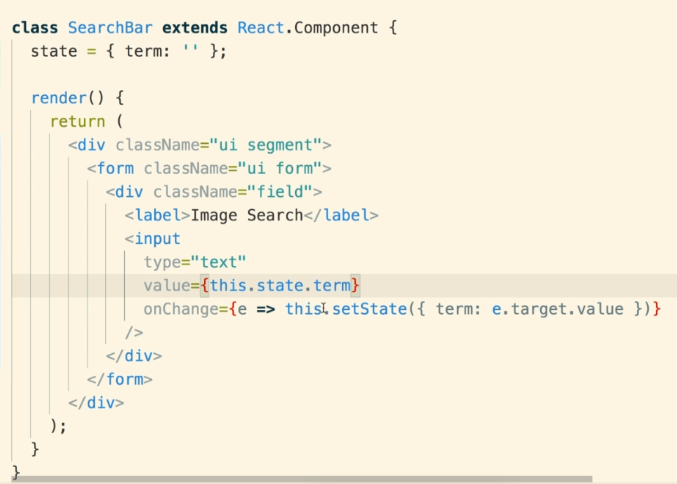 class SearchBar extends React.Component {
state = { term: '' };
render() {
return (
<div className="ui segment">
<form className="ui form">
<div className="field">
<label>Image Search</label>
<input
type="text"
value={this.state.term}
onChange={e => this.setState({ term: e.target.value })}
/>
</div>
</form>
</div>
);
}
}